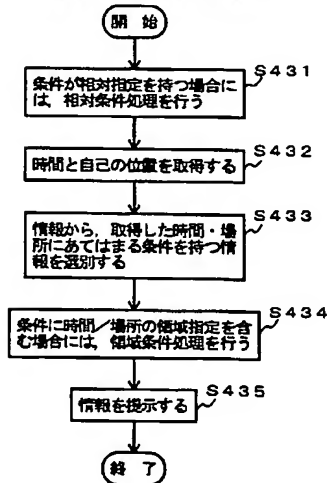 開 始
S431
条件が相対指定を持つ場合に
は，相対条件処理を行う
S432
時間と自己の位置を取得する
S433
情報から，取得した時間・場
所にあてはまる条件を持つ情
報を選別する
S434
条件に時間／場所の領域指定を含
む場合には，領域条件処理を行う
S435
情報を提示する
終 了